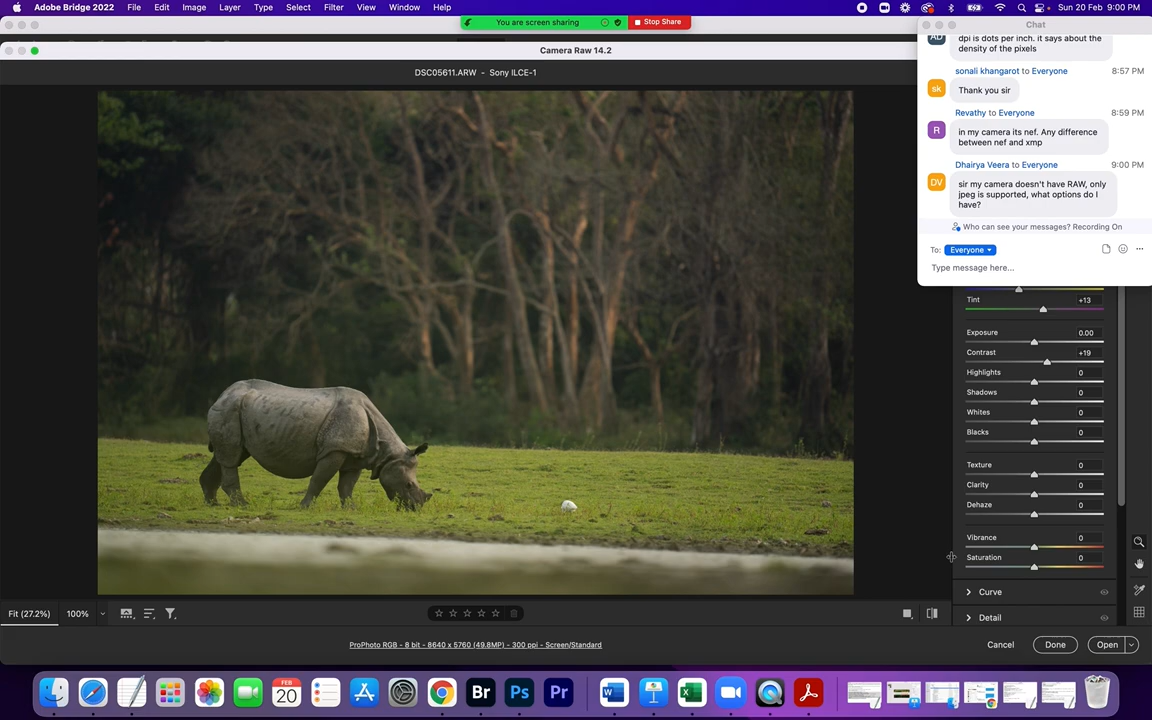 Adobe Bridge 2022 File Edit Image Layer Type Select Filter View Window Help Sun 20 Feb 9:00 PM
You are screen sharing Stop Share
Chat
Camera Raw 14.2
DSC05611.ARW - Sony ILCE-1
AD
dpi is dots per inch. it says about the
density of the pixels
sonali khangarot to Everyone 8:57 PM
sk
Thank you sir
Revathy to Everyone 8:59 PM
R
in my camera its nef. Any difference
between nef and xmp
Dhairya Veera to Everyone 9:00 PM
DV
sir my camera doesn't have RAW, only
jpeg is supported, what options do I
have?
Who can see your messages? Recording On
To: Everyone
Type message here...
Tint +13
Exposure 0.00
Contrast +19
Highlights 0
Shadows 0
Whites 0
Blacks 0
Texture 0
Clarity 0
Dehaze 0
Vibrance 0
Saturation 0
Curve
Detail
Fit (27.2%) 100%
ProPhoto RGB - 8 bit - 8640 x 5760 (49.8MP) - 300 ppi - Screen/Standard
Cancel Done Open
FEB
20
Br Ps Pr